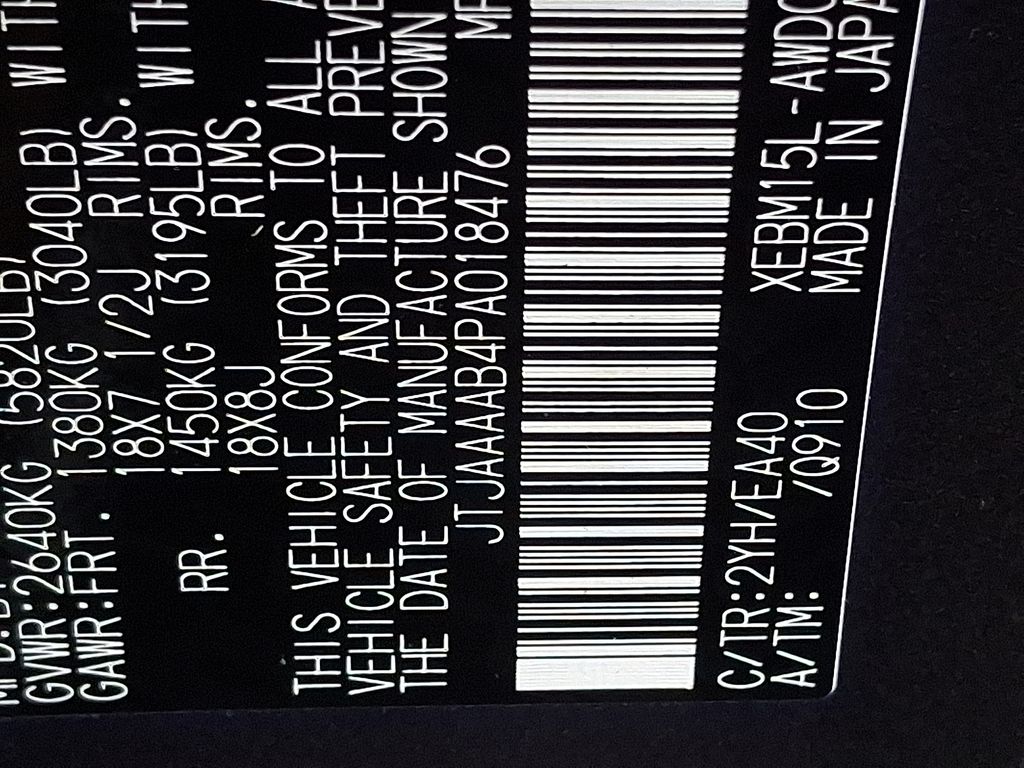 GVWR:2640KG (5820LB)
GAWR:FRT. 1380KG (3040LB) WITH
18X7 1/2J RIMS.
RR. 1450KG (3195LB) WITH
18X8J RIMS.
THIS VEHICLE CONFORMS TO ALL
VEHICLE SAFETY AND THEFT PREVE
THE DATE OF MANUFACTURE SHOWN
JTJAAAAB4PA018476
C/TR:2YH/EA40 XEBM15L-AWDG
A/TM: /Q910 MADE IN JAPA